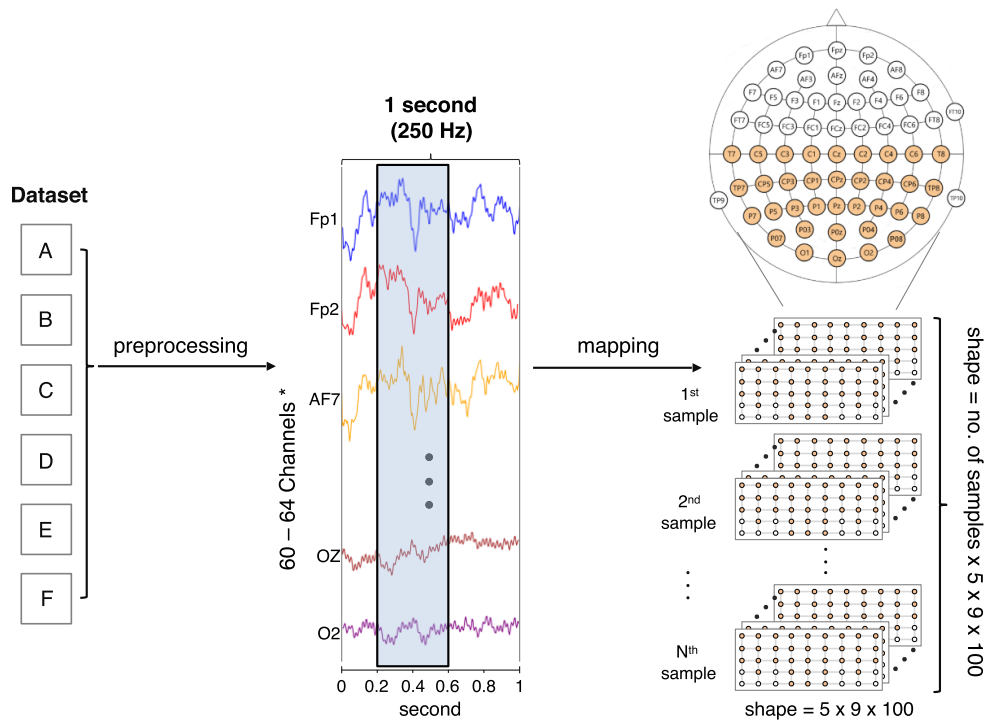 Dataset
A
B
C
D
E
F
preprocessing
1 second
(250 Hz)
60 – 64 Channels *
Fp1
Fp2
AF7
OZ
O2
0 0.2 0.4 0.6 0.8 1
second
mapping
Fp1 Fpz Fp2
AF7 AF3 AFz AF4 AF8
F7 F5 F3 F1 Fz F2 F4 F6 F8
FT10
FT7 FC5 FC3 FC1 FCz FC2 FC4 FC6 FT8
T7 C5 C3 C1 Cz C2 C4 C6 T8
TP9 TP7 CP5 CP3 CP1 CPz CP2 CP4 CP6 TP8 TP10
P7 P5 P3 P1 Pz P2 P4 P6 P8
P07 P03 P0z P04 P08
O1 Oz O2
1st
sample
2nd
sample
Nth
sample
shape = 5 x 9 x 100
shape = no. of samples x 5 x 9 x 100